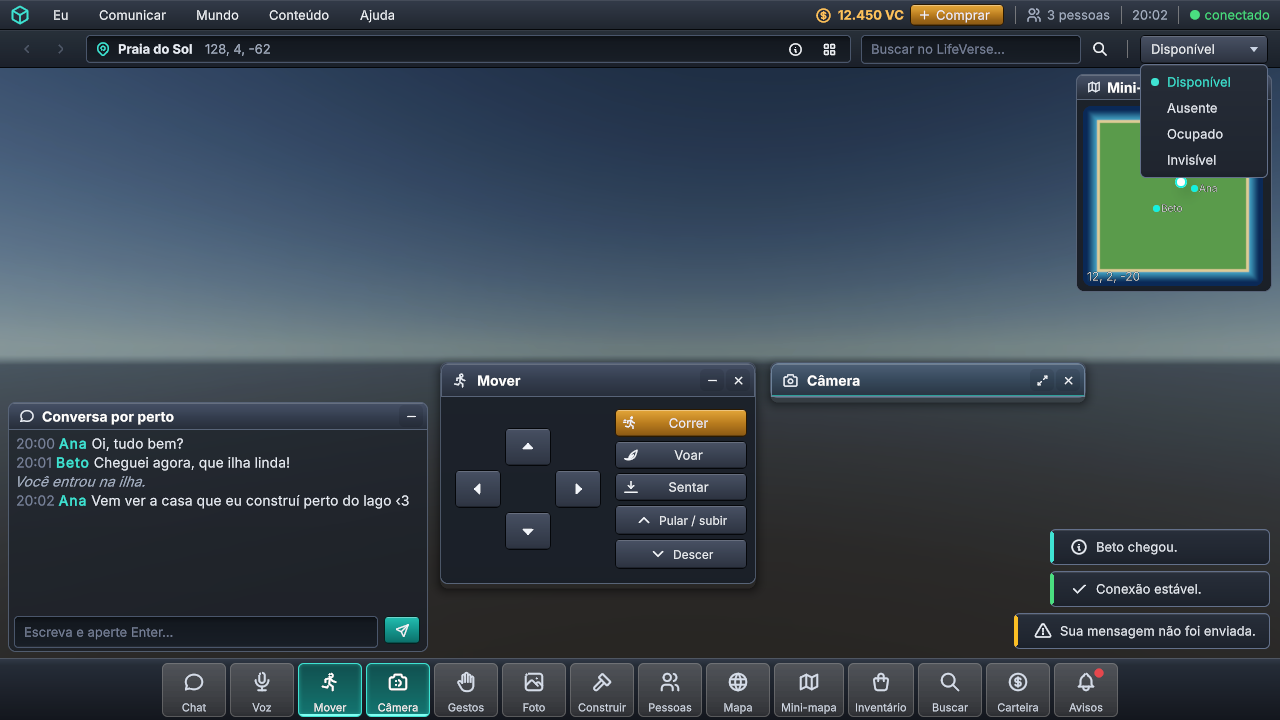 Eu Comunicar Mundo Conteúdo Ajuda 12.450 VC + Comprar 3 pessoas 20:02 conectado
Praia do Sol 128, 4, -62 Buscar no LifeVerse... Disponível
Disponível
Ausente
Ocupado
Invisível
Mini-
Ana
Beto
12, 2, -20
Mover
Correr
Voar
Sentar
Pular / subir
Descer
Câmera
Conversa por perto
20:00 Ana Oi, tudo bem?
20:01 Beto Cheguei agora, que ilha linda!
Você entrou na ilha.
20:02 Ana Vem ver a casa que eu construí perto do lago <3
Escreva e aperte Enter...
Beto chegou.
Conexão estável.
Sua mensagem não foi enviada.
Chat Voz Mover Câmera Gestos Foto Construir Pessoas Mapa Mini-mapa Inventário Buscar Carteira Avisos